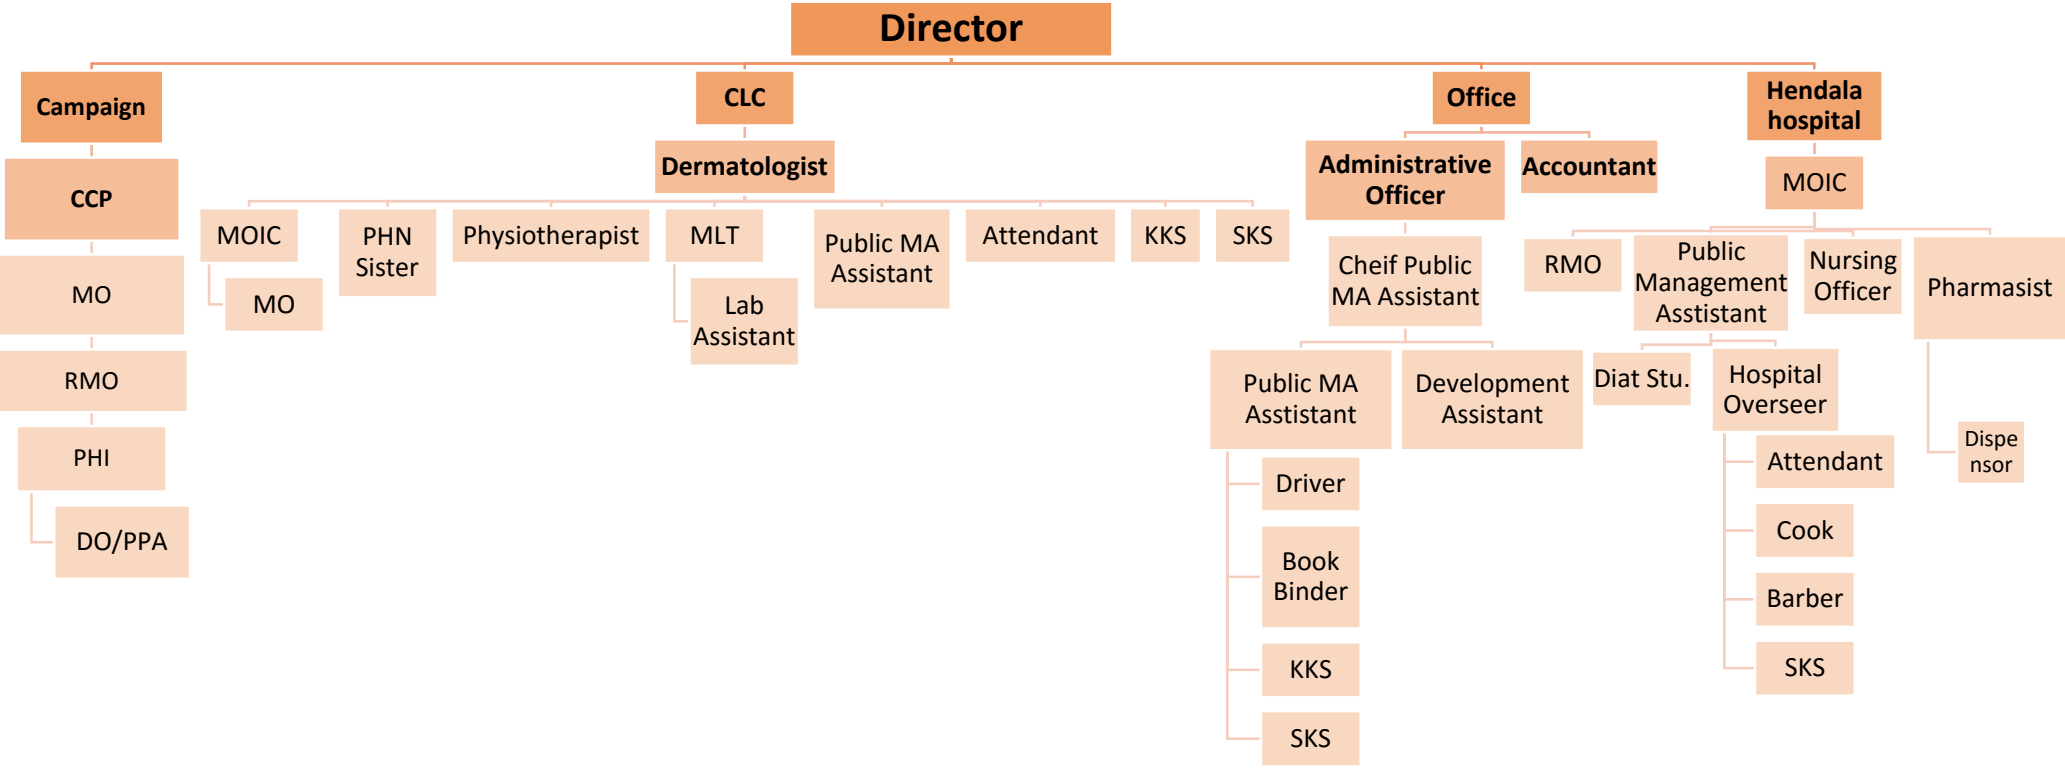 Director
Campaign
CLC
Office
Hendala
hospital
CCP
Dermatologist
Administrative
Officer
Accountant
MOIC
MO
MOIC
PHN
Sister
Physiotherapist
MLT
Public MA
Assistant
Attendant
KKS
SKS
Cheif Public
MA Assistant
RMO
Public
Management
Asstistant
Nursing
Officer
Pharmasist
RMO
MO
Lab
Assistant
Public MA
Asstistant
Development
Assistant
Diat Stu.
Hospital
Overseer
PHI
Driver
Attendant
Dispe
nsor
DO/PPA
Book
Binder
Cook
Barber
KKS
SKS
SKS